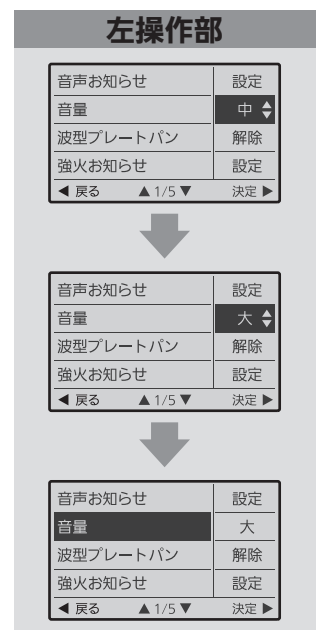 左操作部
音声お知らせ 設定
音量 中
波型プレートパン 解除
強火お知らせ 設定
◀ 戻る ▲ 1/5 ▼ 決定 ▶
音声お知らせ 設定
音量 大
波型プレートパン 解除
強火お知らせ 設定
◀ 戻る ▲ 1/5 ▼ 決定 ▶
音声お知らせ 設定
音量 大
波型プレートパン 解除
強火お知らせ 設定
◀ 戻る ▲ 1/5 ▼ 決定 ▶